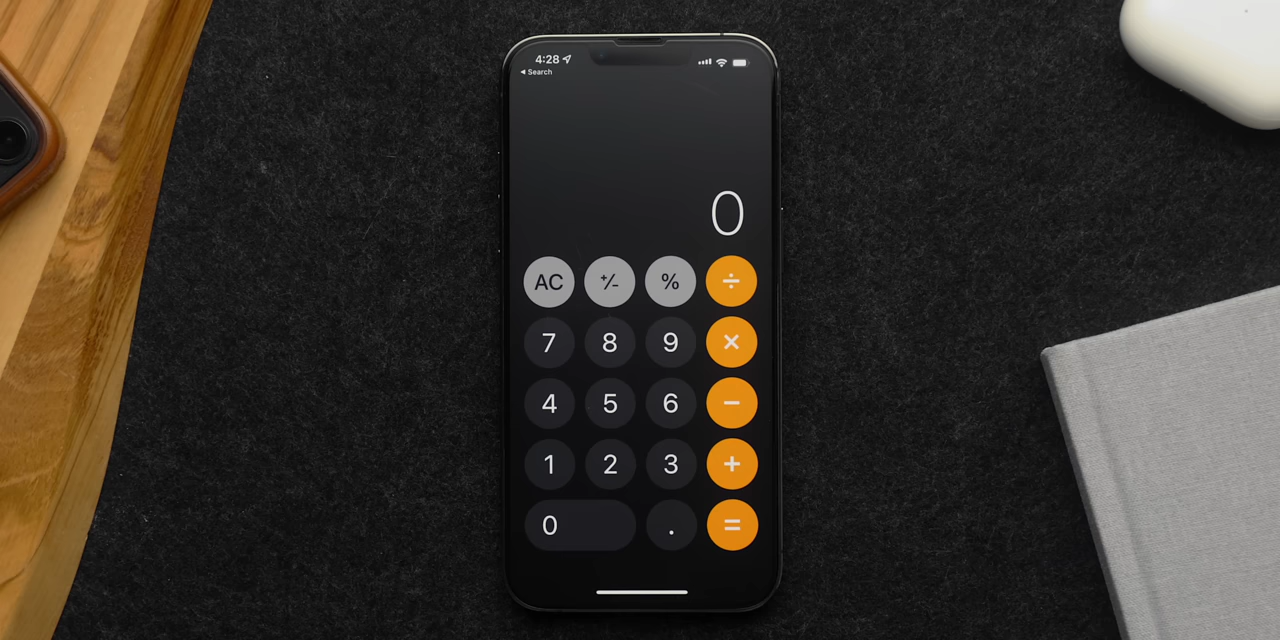 4:28
◀ Search
0
AC +/- % ÷
7 8 9 ×
4 5 6 −
1 2 3 +
0 . =